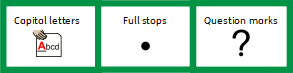 Capital letters
Full stops
Question marks
Abcd
?